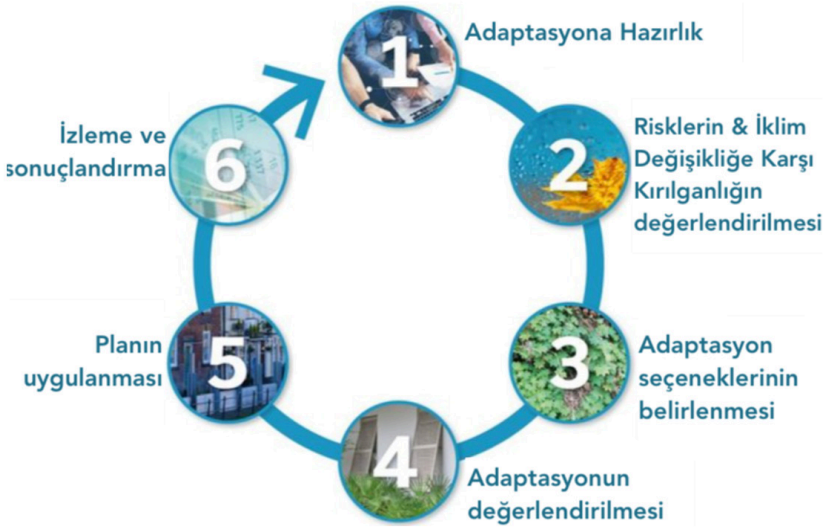 1
Adaptasyona Hazırlık
2
Risklerin & İklim
Değişikliğe Karşı
Kırılganlığın
değerlendirilmesi
3
Adaptasyon
seçeneklerinin
belirlenmesi
4
Adaptasyonun
değerlendirilmesi
5
Planın
uygulanması
6
İzleme ve
sonuçlandırma